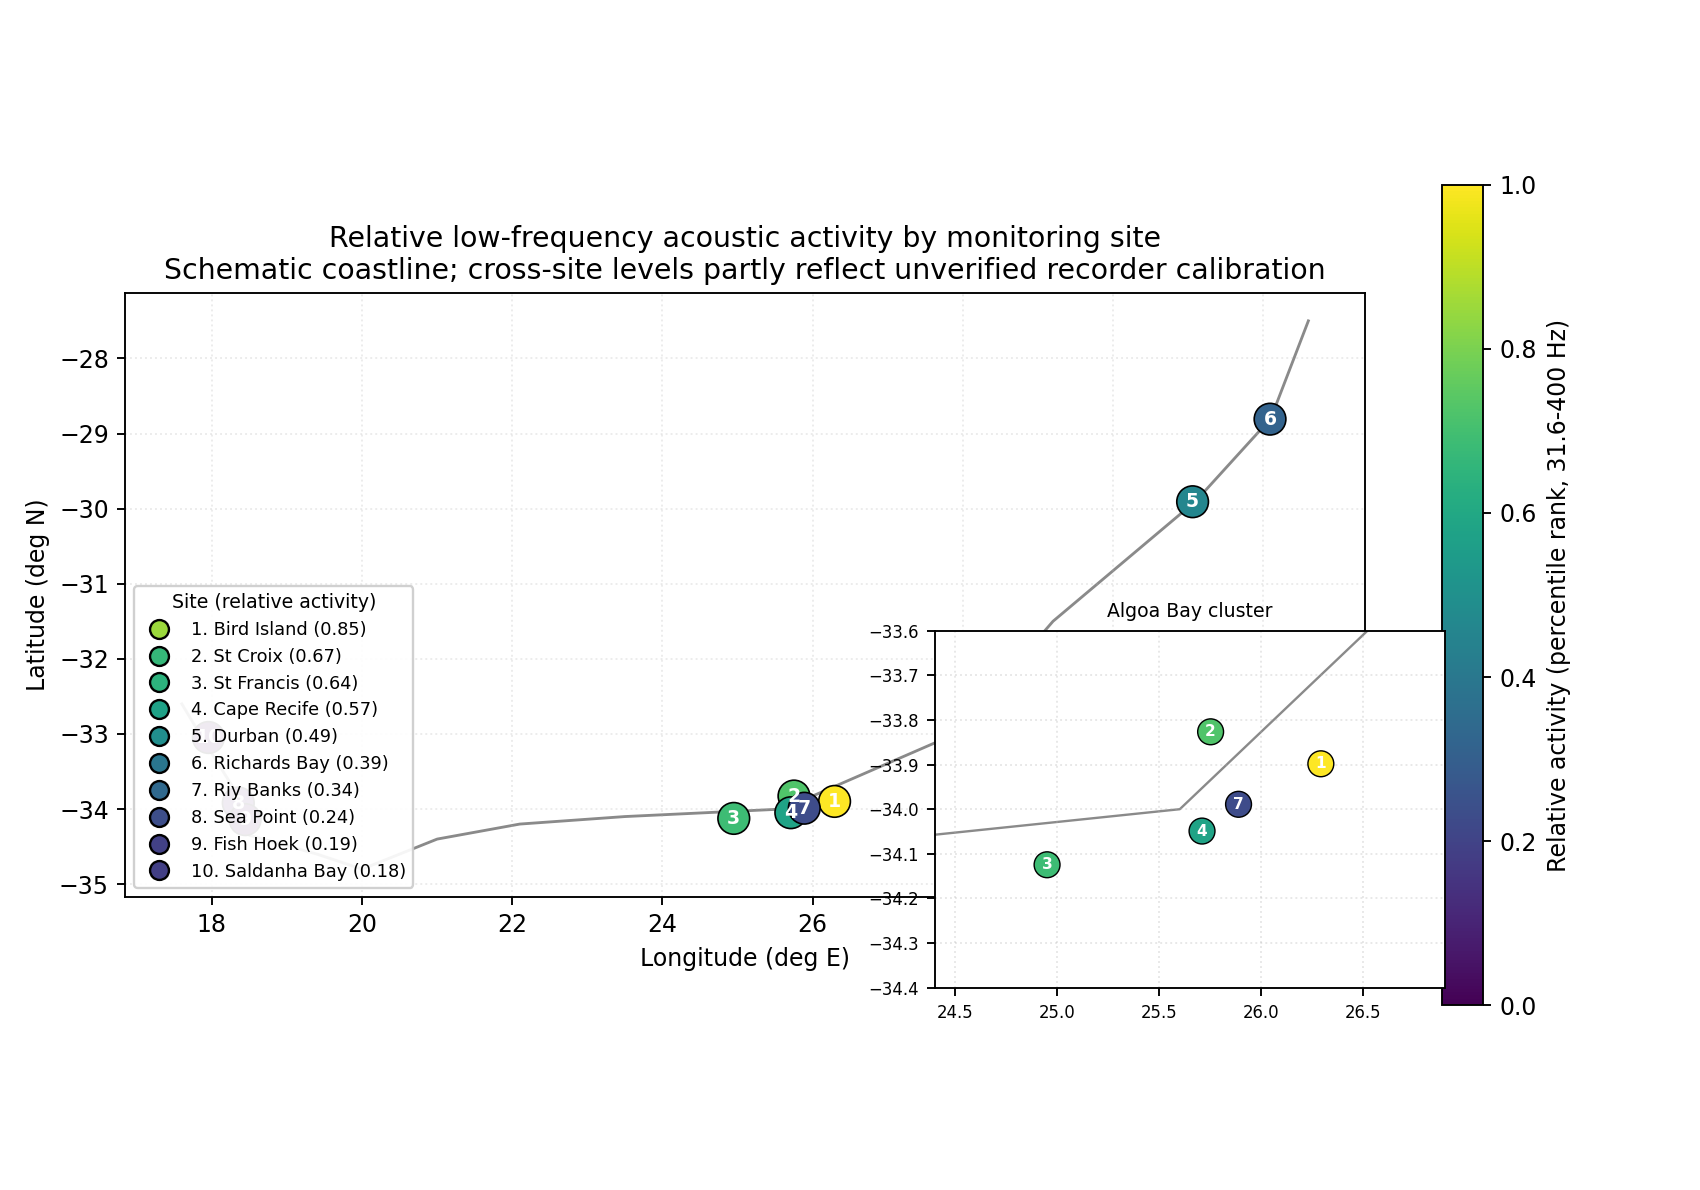 Relative low-frequency acoustic activity by monitoring site
Schematic coastline; cross-site levels partly reflect unverified recorder calibration
Latitude (deg N)
−28
−29
−30
−31
−32
−33
−34
−35
18
20
22
24
26
Longitude (deg E)
6
5
3
2
4
7
1
8
Site (relative activity)
1. Bird Island (0.85)
2. St Croix (0.67)
3. St Francis (0.64)
4. Cape Recife (0.57)
5. Durban (0.49)
6. Richards Bay (0.39)
7. Riy Banks (0.34)
8. Sea Point (0.24)
9. Fish Hoek (0.19)
10. Saldanha Bay (0.18)
Algoa Bay cluster
−33.6
−33.7
−33.8
−33.9
−34.0
−34.1
−34.2
−34.3
−34.4
24.5
25.0
25.5
26.0
26.5
2
1
7
4
3
1.0
0.8
0.6
0.4
0.2
0.0
Relative activity (percentile rank, 31.6-400 Hz)